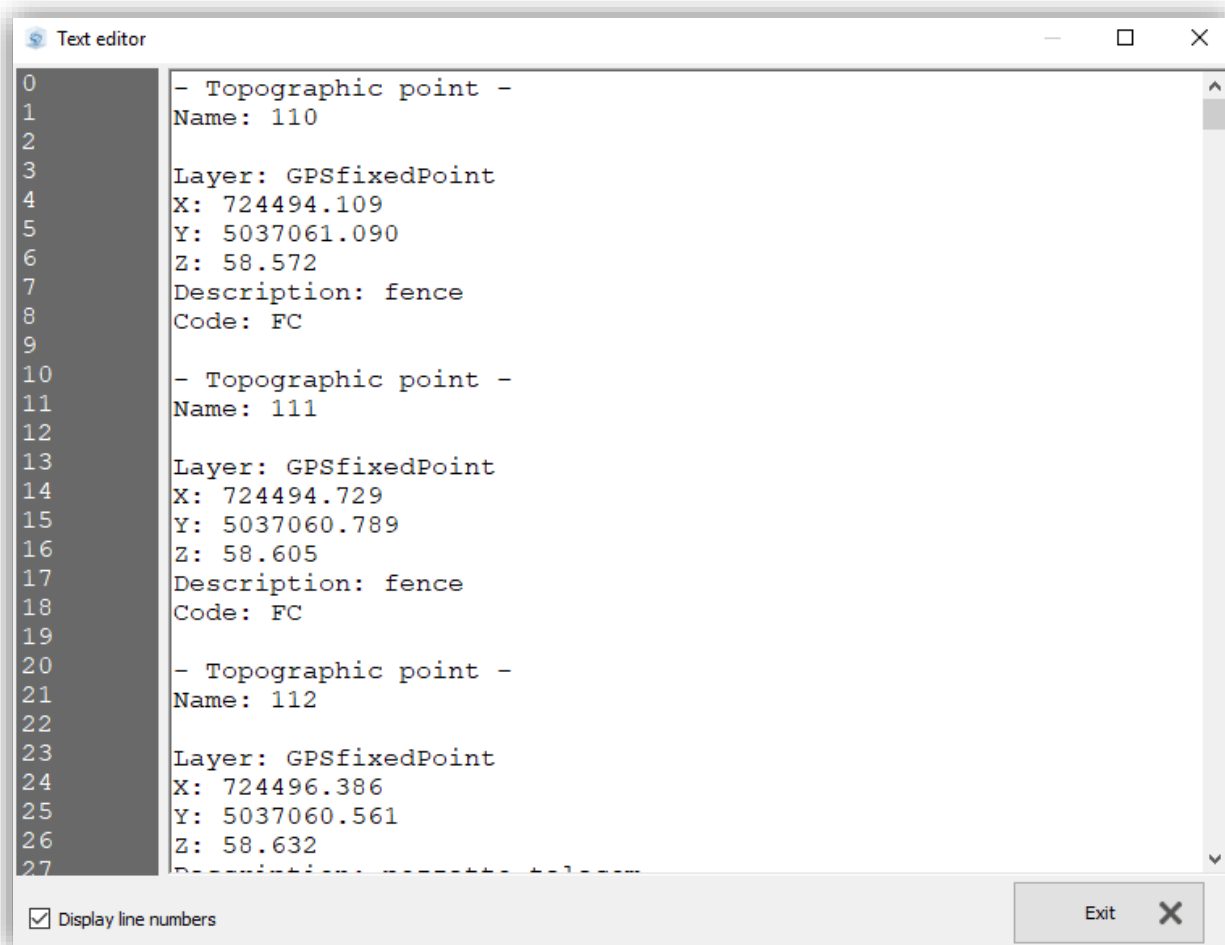 Text editor
0 - Topographic point -
1 Name: 110
2
3 Layer: GPSfixedPoint
4 X: 724494.109
5 Y: 5037061.090
6 Z: 58.572
7 Description: fence
8 Code: FC
9
10 - Topographic point -
11 Name: 111
12
13 Layer: GPSfixedPoint
14 X: 724494.729
15 Y: 5037060.789
16 Z: 58.605
17 Description: fence
18 Code: FC
19
20 - Topographic point -
21 Name: 112
22
23 Layer: GPSfixedPoint
24 X: 724496.386
25 Y: 5037060.561
26 Z: 58.632
27 Description: pozzetto telecom
Display line numbers
Exit